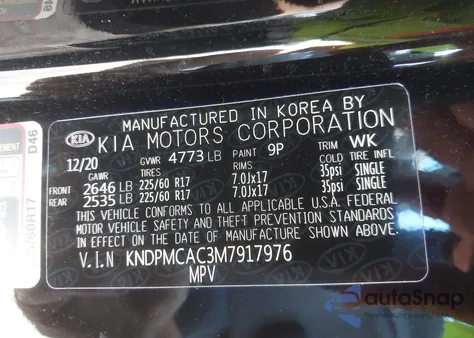 MANUFACTURED IN KOREA BY
KIA KIA MOTORS CORPORATION
12/20 GVWR 4773 LB PAINT 9P TRIM WK
GAWR TIRES RIMS COLD TIRE INFL
FRONT 2646 LB 225/60 R17 7.0Jx17 35psi SINGLE
REAR 2535 LB 225/60 R17 7.0Jx17 35psi SINGLE
THIS VEHICLE CONFORMS TO ALL APPLICABLE U.S.A FEDERAL
MOTOR VEHICLE SAFETY AND THEFT PREVENTION STANDARDS
IN EFFECT ON THE DATE OF MANUFACTURE SHOWN ABOVE.
V.I.N KNDPMCAC3M7917976
MPV
D46
/60R17
autoSnap